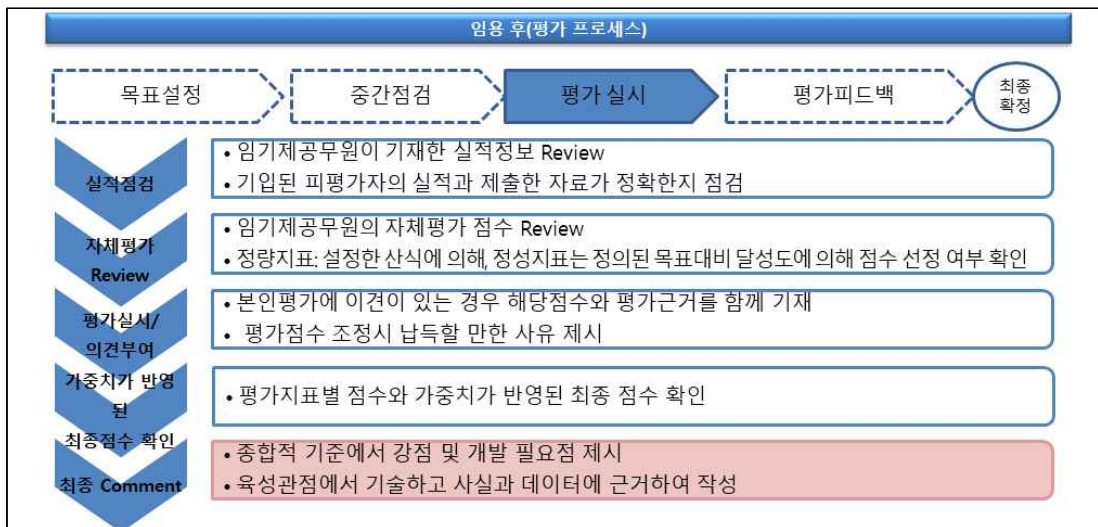 임용 후(평가 프로세스)
목표설정
중간점검
평가 실시
평가피드백
최종
확정
실적점검
• 임기제공무원이 기재한 실적정보 Review
• 기입된 피평가자의 실적과 제출한 자료가 정확한지 점검
자체평가
Review
• 임기제공무원의 자체평가 점수 Review
• 정량지표: 설정한 산식에 의해, 정성지표는 정의된 목표대비 달성도에 의해 점수 선정 여부 확인
평가실시/
의견부여
• 본인평가에 이견이 있는 경우 해당점수와 평가근거를 함께 기재
• 평가점수 조정시 납득할 만한 사유 제시
가중치가 반영
된
최종점수 확인
• 평가지표별 점수와 가중치가 반영된 최종 점수 확인
최종 Comment
• 종합적 기준에서 강점 및 개발 필요점 제시
• 육성관점에서 기술하고 사실과 데이터에 근거하여 작성